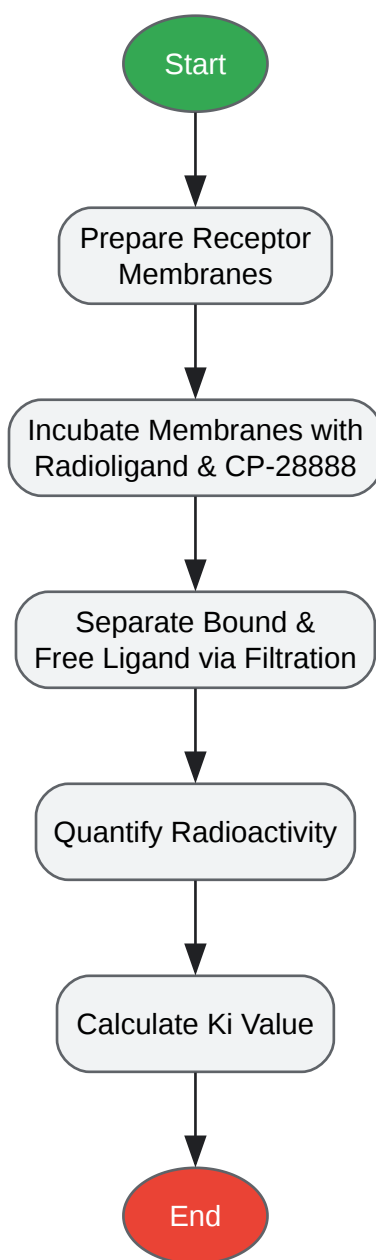 Start
Prepare Receptor
Membranes
Incubate Membranes with
Radioligand & CP-28888
Separate Bound &
Free Ligand via Filtration
Quantify Radioactivity
Calculate Ki Value
End